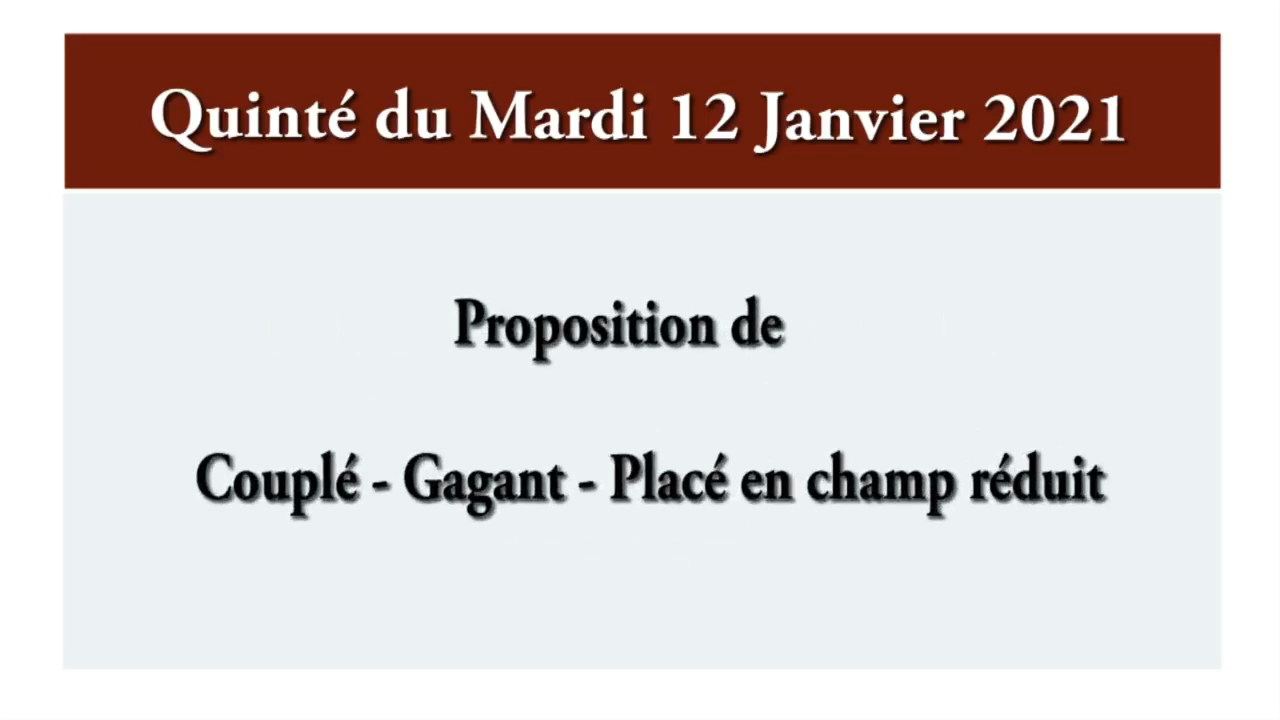 Quinté du Mardi 12 Janvier 2021
Proposition de
Couplé - Gagant - Placé en champ réduit